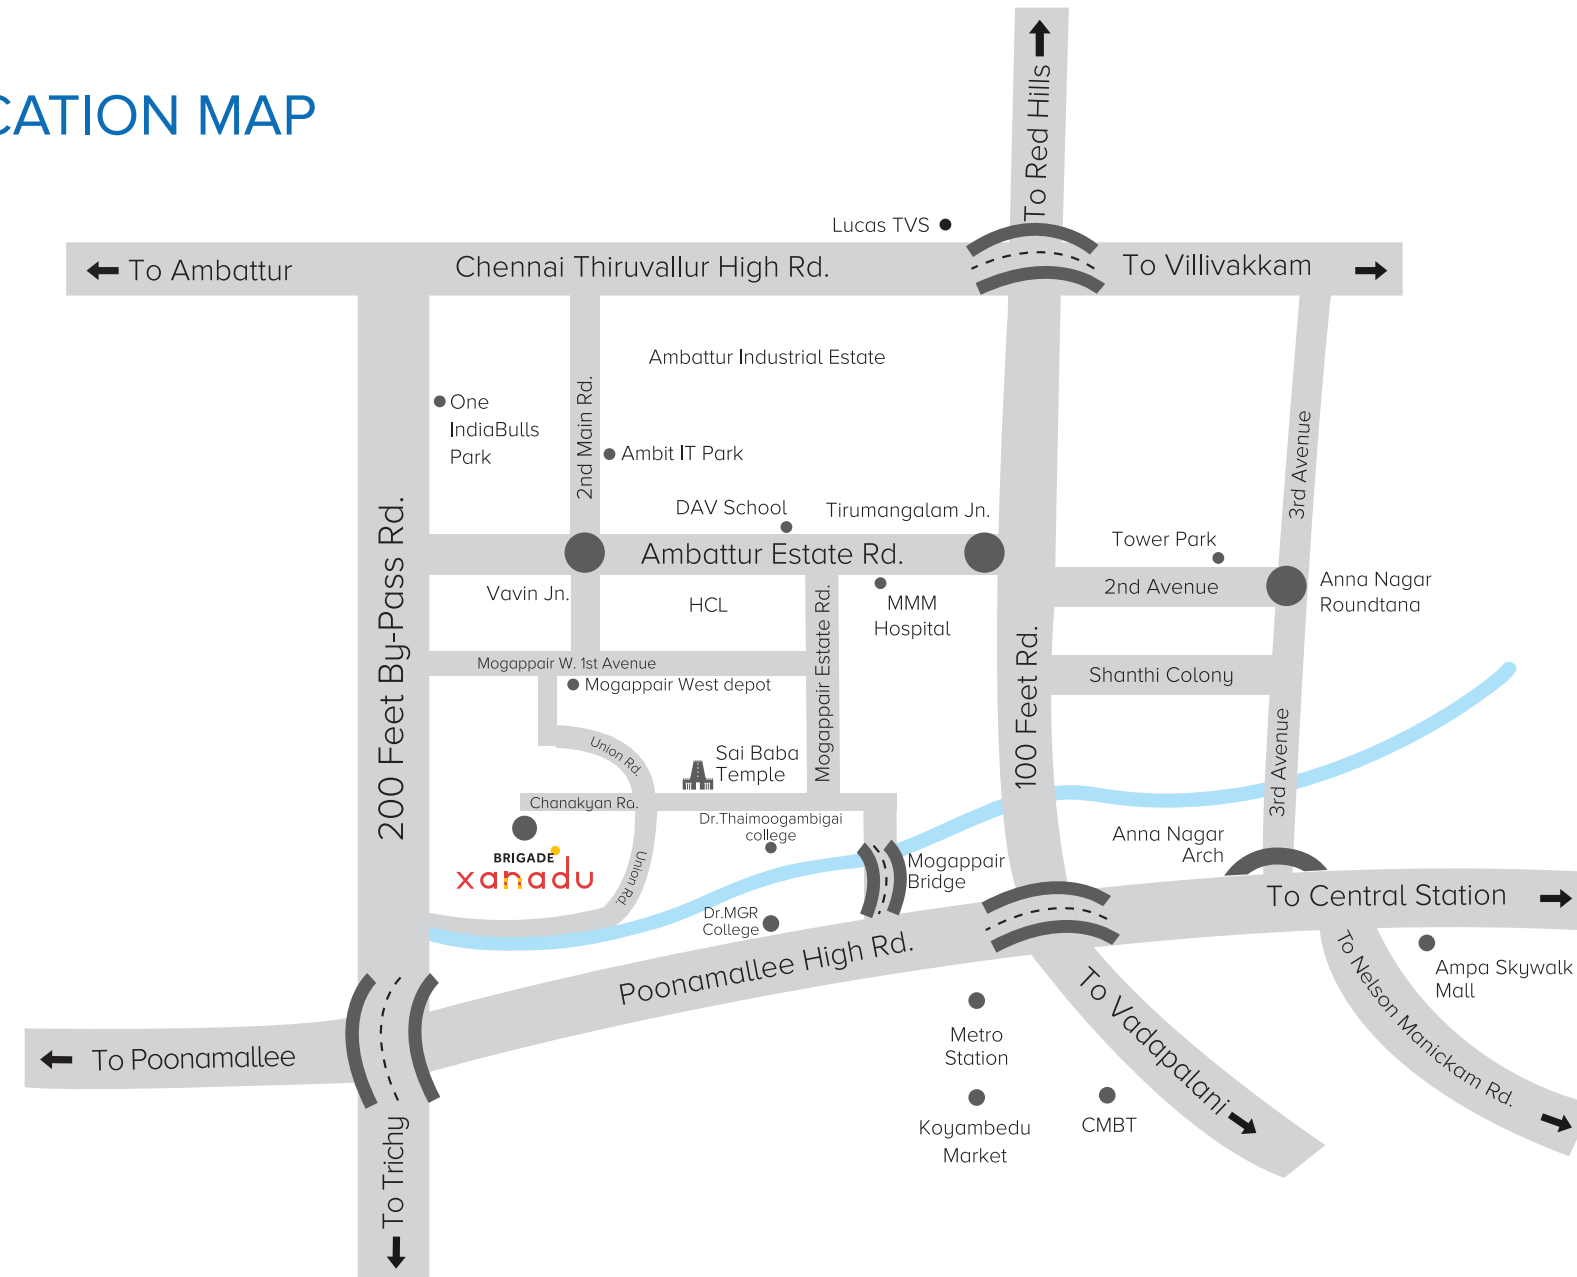 CATION MAP
To Red Hills
Lucas TVS
To Ambattur
Chennai Thiruvallur High Rd.
To Villivakkam
Ambattur Industrial Estate
One
IndiaBulls
Park
2nd Main Rd.
Ambit IT Park
3rd Avenue
DAV School
Tirumangalam Jn.
200 Feet By-Pass Rd.
Ambattur Estate Rd.
Tower Park
2nd Avenue
Anna Nagar
Roundtana
Vavin Jn.
HCL
Mogappair Estate Rd.
MMM
Hospital
100 Feet Rd.
Mogappair W. 1st Avenue
Mogappair West depot
Shanthi Colony
Union Rd.
Sai Baba
Temple
3rd Avenue
Chanakyan Rd.
Dr.Thaimoogambigai
college
Anna Nagar
Arch
BRIGADE
xanadu
Union Rd.
Mogappair
Bridge
To Central Station
Dr.MGR
College
Poonamallee High Rd.
To Nelson Manickam Rd.
Ampa Skywalk
Mall
To Vadapalani
Metro
Station
To Poonamallee
Koyambedu
Market
CMBT
To Trichy